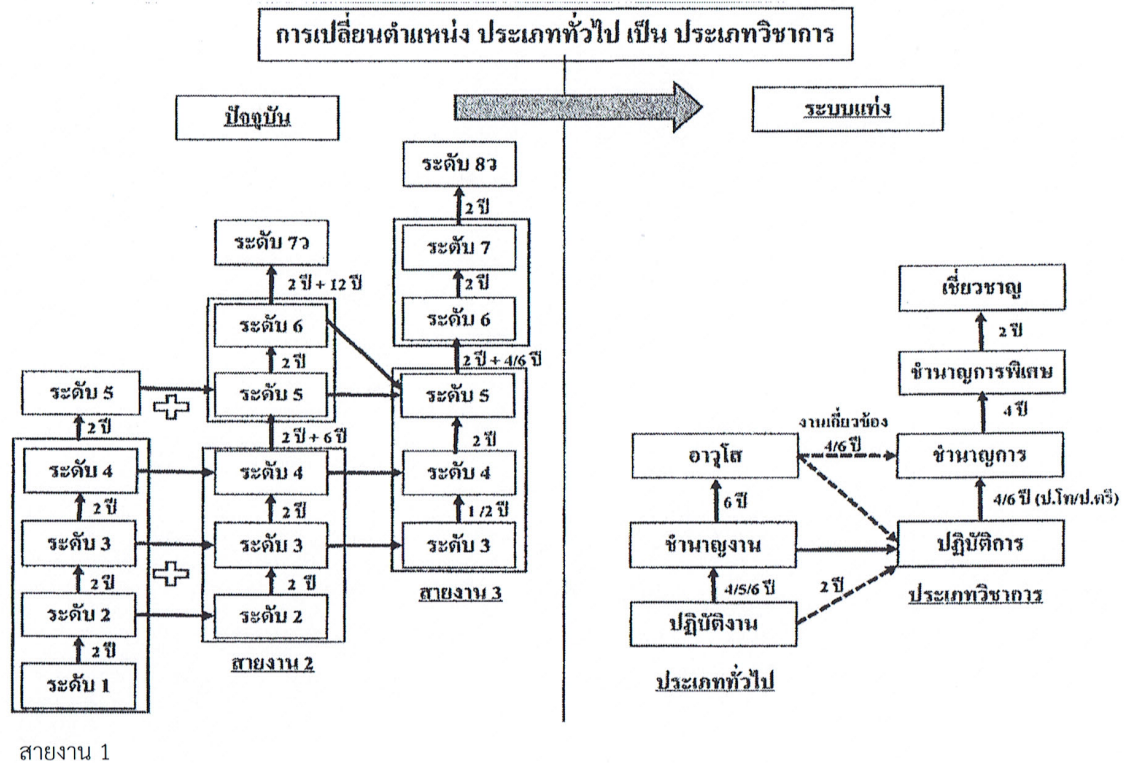 การเปลี่ยนตำแหน่ง ประเภททั่วไป เป็น ประเภทวิชาการ
ปัจจุบัน
ระบบแท่ง
ระดับ 5
2 ปี
ระดับ 4
2 ปี
ระดับ 3
2 ปี
ระดับ 2
2 ปี
ระดับ 1
สายงาน 1
ระดับ 7ว
2 ปี + 12 ปี
ระดับ 6
2 ปี
ระดับ 5
2 ปี + 6 ปี
ระดับ 4
2 ปี
ระดับ 3
2 ปี
ระดับ 2
สายงาน 2
ระดับ 8ว
2 ปี
ระดับ 7
2 ปี
ระดับ 6
2 ปี + 4/6 ปี
ระดับ 5
2 ปี
ระดับ 4
1 /2 ปี
ระดับ 3
สายงาน 3
อาวุโส
6 ปี
ชำนาญงาน
4/5/6 ปี
ปฏิบัติงาน
ประเภททั่วไป
งานเกี่ยวข้อง
4/6 ปี
2 ปี
เชี่ยวชาญ
2 ปี
ชำนาญการพิเศษ
4 ปี
ชำนาญการ
4/6 ปี (ป.โท/ป.ตรี)
ปฏิบัติการ
ประเภทวิชาการ